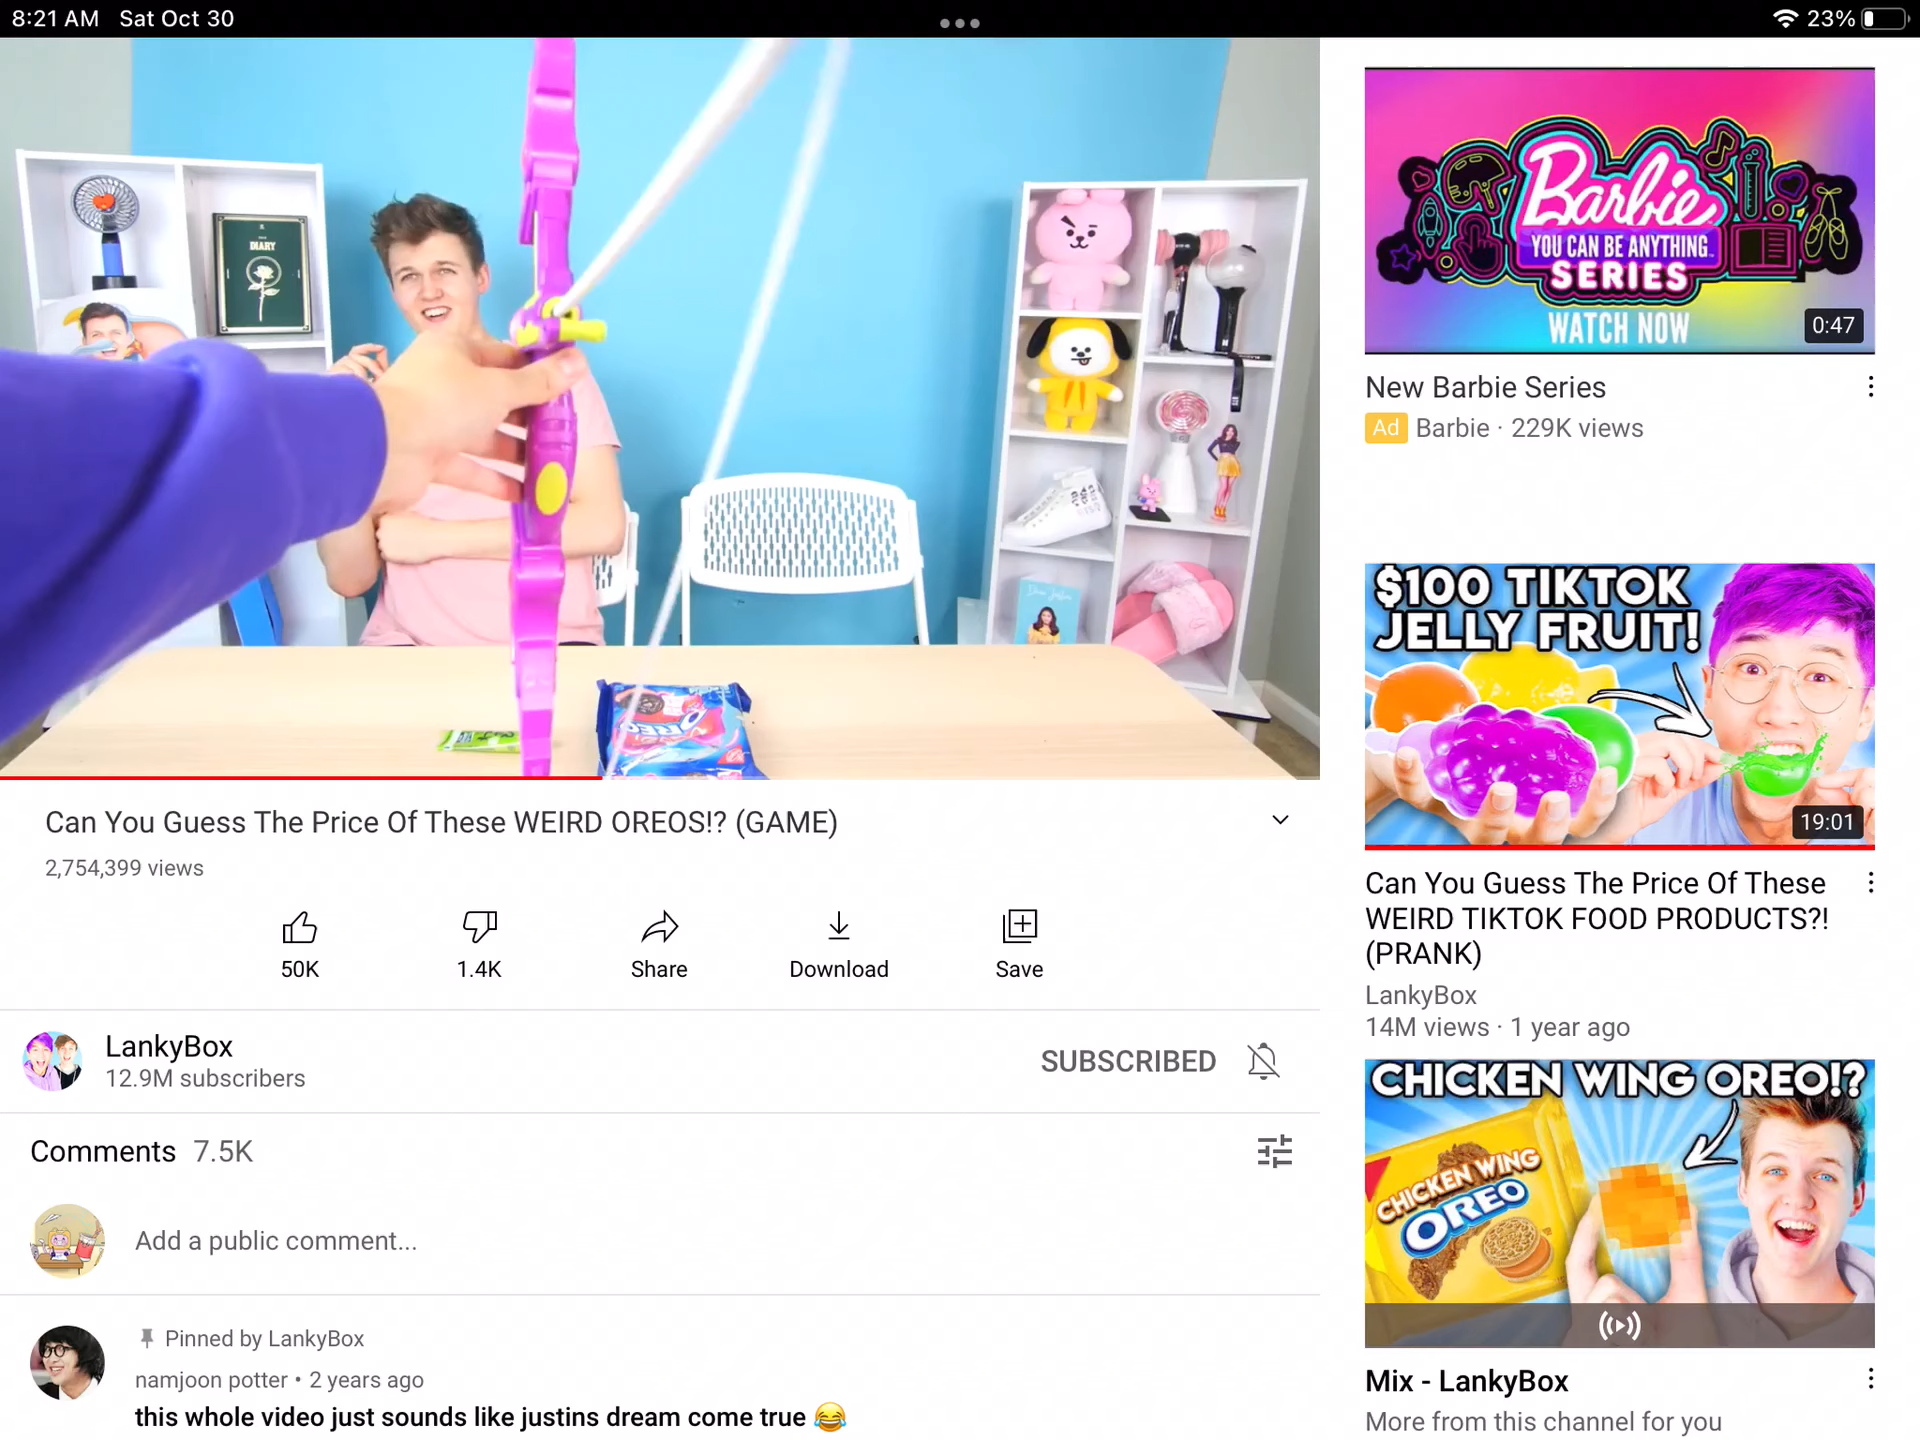 8:21 AM Sat Oct 30
23%
DIARY
OREO
Can You Guess The Price Of These WEIRD OREOS!? (GAME)
2,754,399 views
50K
1.4K
Share
Download
Save
LankyBox
12.9M subscribers
SUBSCRIBED
Comments 7.5K
Add a public comment...
Pinned by LankyBox
namjoon potter • 2 years ago
this whole video just sounds like justins dream come true 😂
Barbie
YOU CAN BE ANYTHING
SERIES
WATCH NOW
0:47
New Barbie Series
Ad Barbie · 229K views
$100 TIKTOK
JELLY FRUIT!
19:01
Can You Guess The Price Of These
WEIRD TIKTOK FOOD PRODUCTS?!
(PRANK)
LankyBox
14M views · 1 year ago
CHICKEN WING OREO!?
CHICKEN WING
OREO
Mix - LankyBox
More from this channel for you